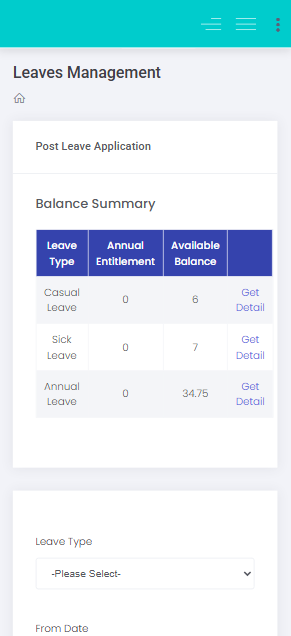 Leaves Management
Post Leave Application
Balance Summary
Leave Type Annual Entitlement Available Balance
Casual Leave 0 6 Get Detail
Sick Leave 0 7 Get Detail
Annual Leave 0 34.75 Get Detail
Leave Type
-Please Select-
From Date